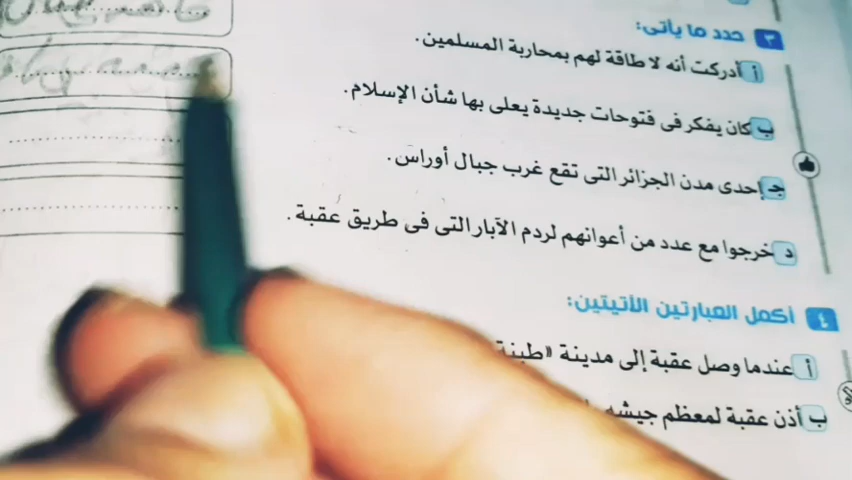 ٣ حدد ما يأتى:
أ أدركت أنه لا طاقة لهم بمحاربة المسلمين.
ب كان يفكر فى فتوحات جديدة يعلى بها شأن الإسلام.
جـ إحدى مدن الجزائر التى تقع غرب جبال أوراس.
د خرجوا مع عدد من أعوانهم لردم الآبار التى فى طريق عقبة.
٤ أكمل العبارتين الآتيتين:
أ عندما وصل عقبة إلى مدينة «طبنة
ب أذن عقبة لمعظم جيشه